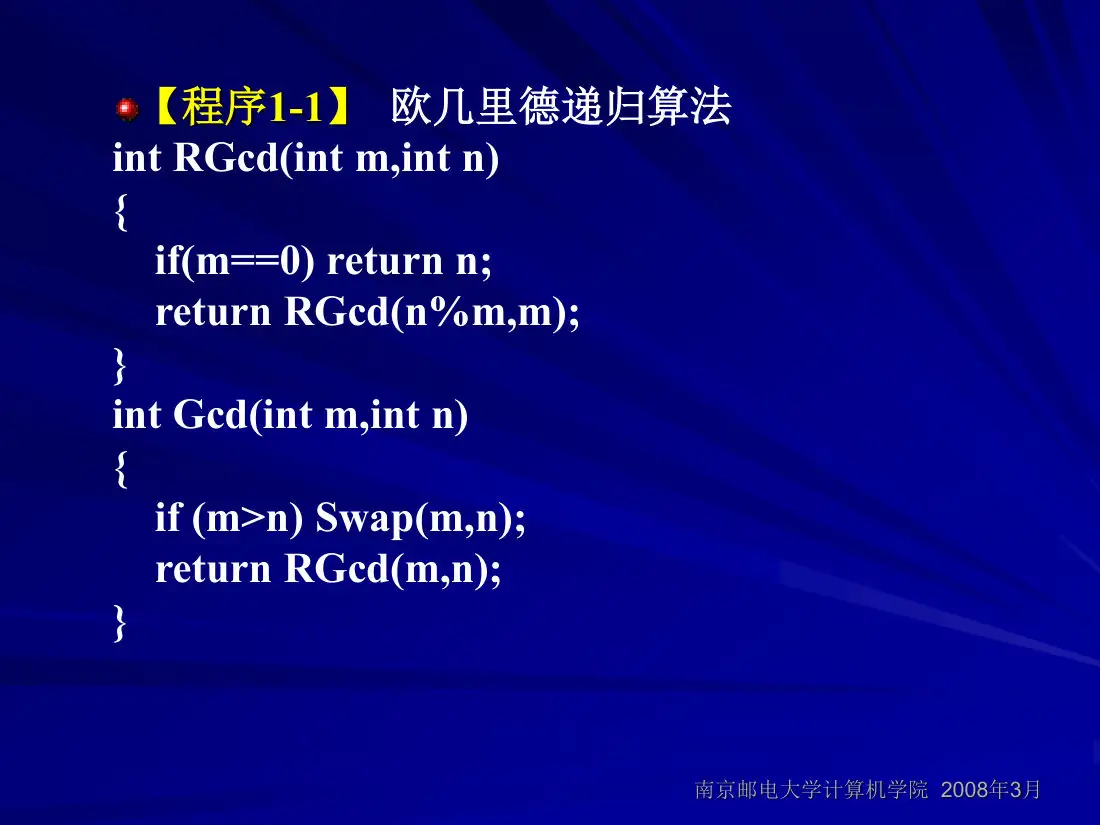 【程序1-1】 欧几里德递归算法
int RGcd(int m,int n)
{
if(m==0) return n;
return RGcd(n%m,m);
}
int Gcd(int m,int n)
{
if (m>n) Swap(m,n);
return RGcd(m,n);
}
南京邮电大学计算机学院 2008年3月